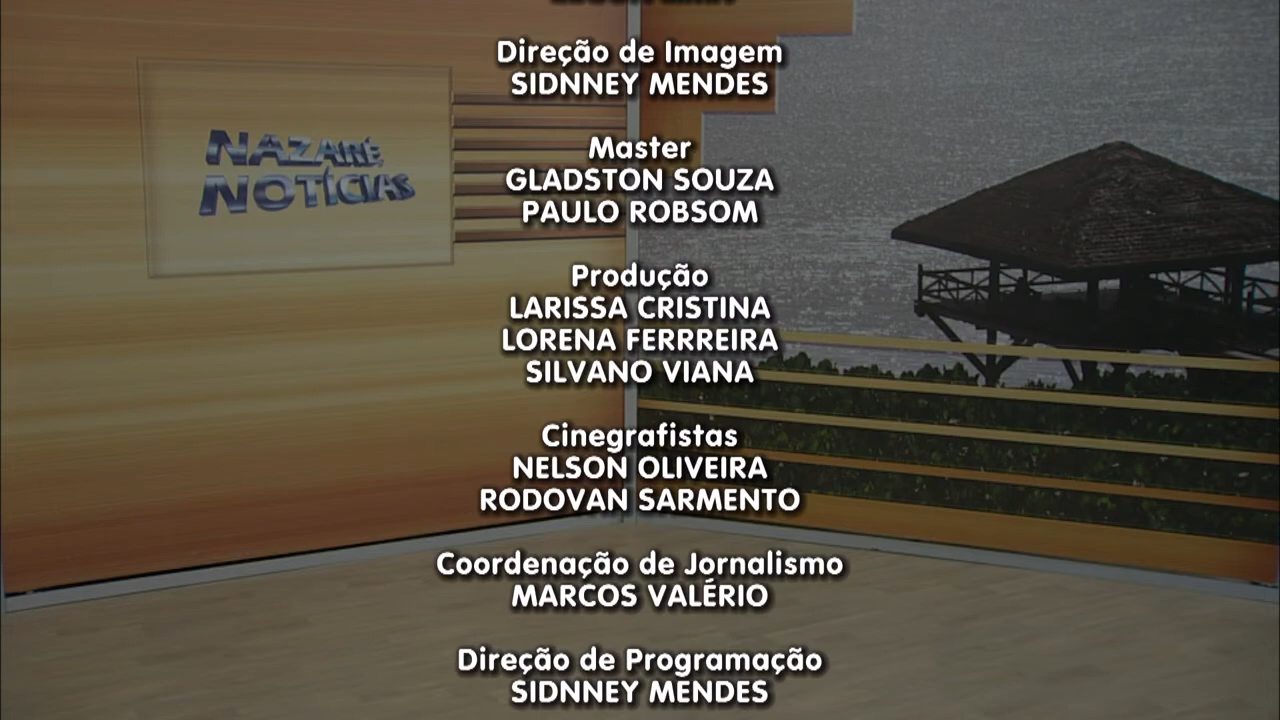 Direção de Imagem
SIDNNEY MENDES
Master
GLADSTON SOUZA
PAULO ROBSOM
Produção
LARISSA CRISTINA
LORENA FERRREIRA
SILVANO VIANA
Cinegrafistas
NELSON OLIVEIRA
RODOVAN SARMENTO
Coordenação de Jornalismo
MARCOS VALÉRIO
Direção de Programação
SIDNNEY MENDES
NAZARÉ
NOTÍCIAS